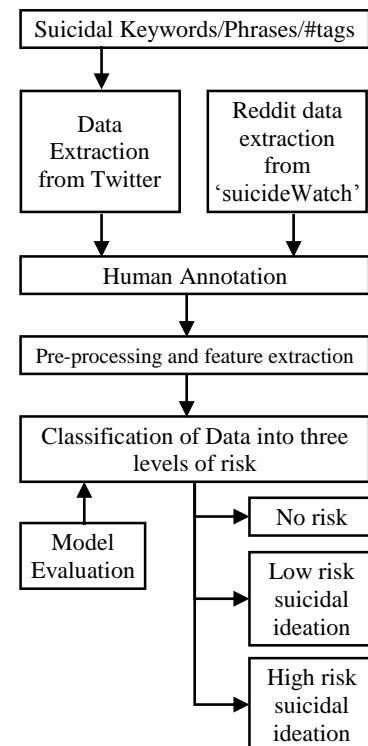 Suicidal Keywords/Phrases/#tags
Data
Extraction
from Twitter
Reddit data
extraction
from
‘suicideWatch’
Human Annotation
Pre-processing and feature extraction
Classification of Data into three
levels of risk
Model
Evaluation
No risk
Low risk
suicidal
ideation
High risk
suicidal
ideation